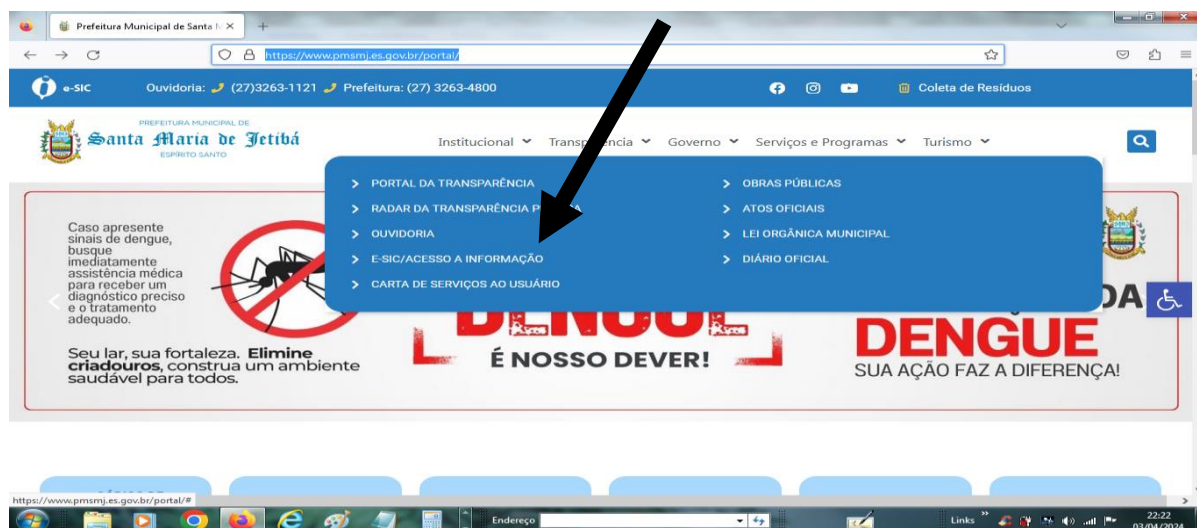 Prefeitura Municipal de Santa M
https://www.pmsmj.es.gov.br/portal/
e-SIC Ouvidoria: (27)3263-1121 Prefeitura: (27) 3263-4800 Coleta de Resíduos
PREFEITURA MUNICIPAL DE
Santa Maria de Jetibá
ESPÍRITO SANTO
Institucional Transparência Governo Serviços e Programas Turismo
PORTAL DA TRANSPARÊNCIA
RADAR DA TRANSPARÊNCIA
OUVIDORIA
E-SIC/ACESSO A INFORMAÇÃO
CARTA DE SERVIÇOS AO USUÁRIO
OBRAS PÚBLICAS
ATOS OFICIAIS
LEI ORGÂNICA MUNICIPAL
DIÁRIO OFICIAL
Caso apresente
sinais de dengue,
busque
imediatamente
assistência médica
para receber um
diagnóstico preciso
e o tratamento
adequado.
Seu lar, sua fortaleza. Elimine
criadouros, construa um ambiente
saudável para todos.
DENGUE
É NOSSO DEVER!
DA
DENGUE
SUA AÇÃO FAZ A DIFERENÇA!
https://www.pmsmj.es.gov.br/portal/#
Endereço
Links
22:22
03/04/2024